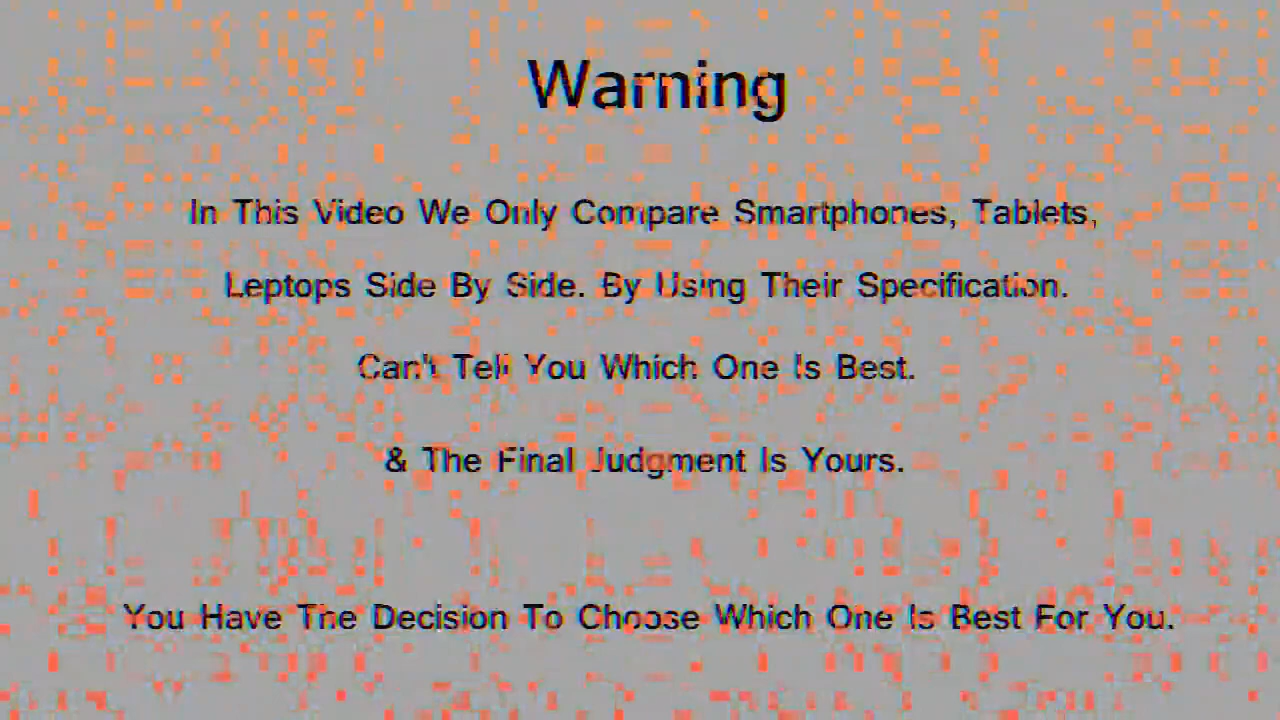 Warning
In This Video We Only Compare Smartphones, Tablets,
Leptops Side By Side. By Using Their Specification.
Can't Tell You Which One Is Best.
& The Final Judgment Is Yours.
You Have The Decision To Choose Which One Is Best For You.